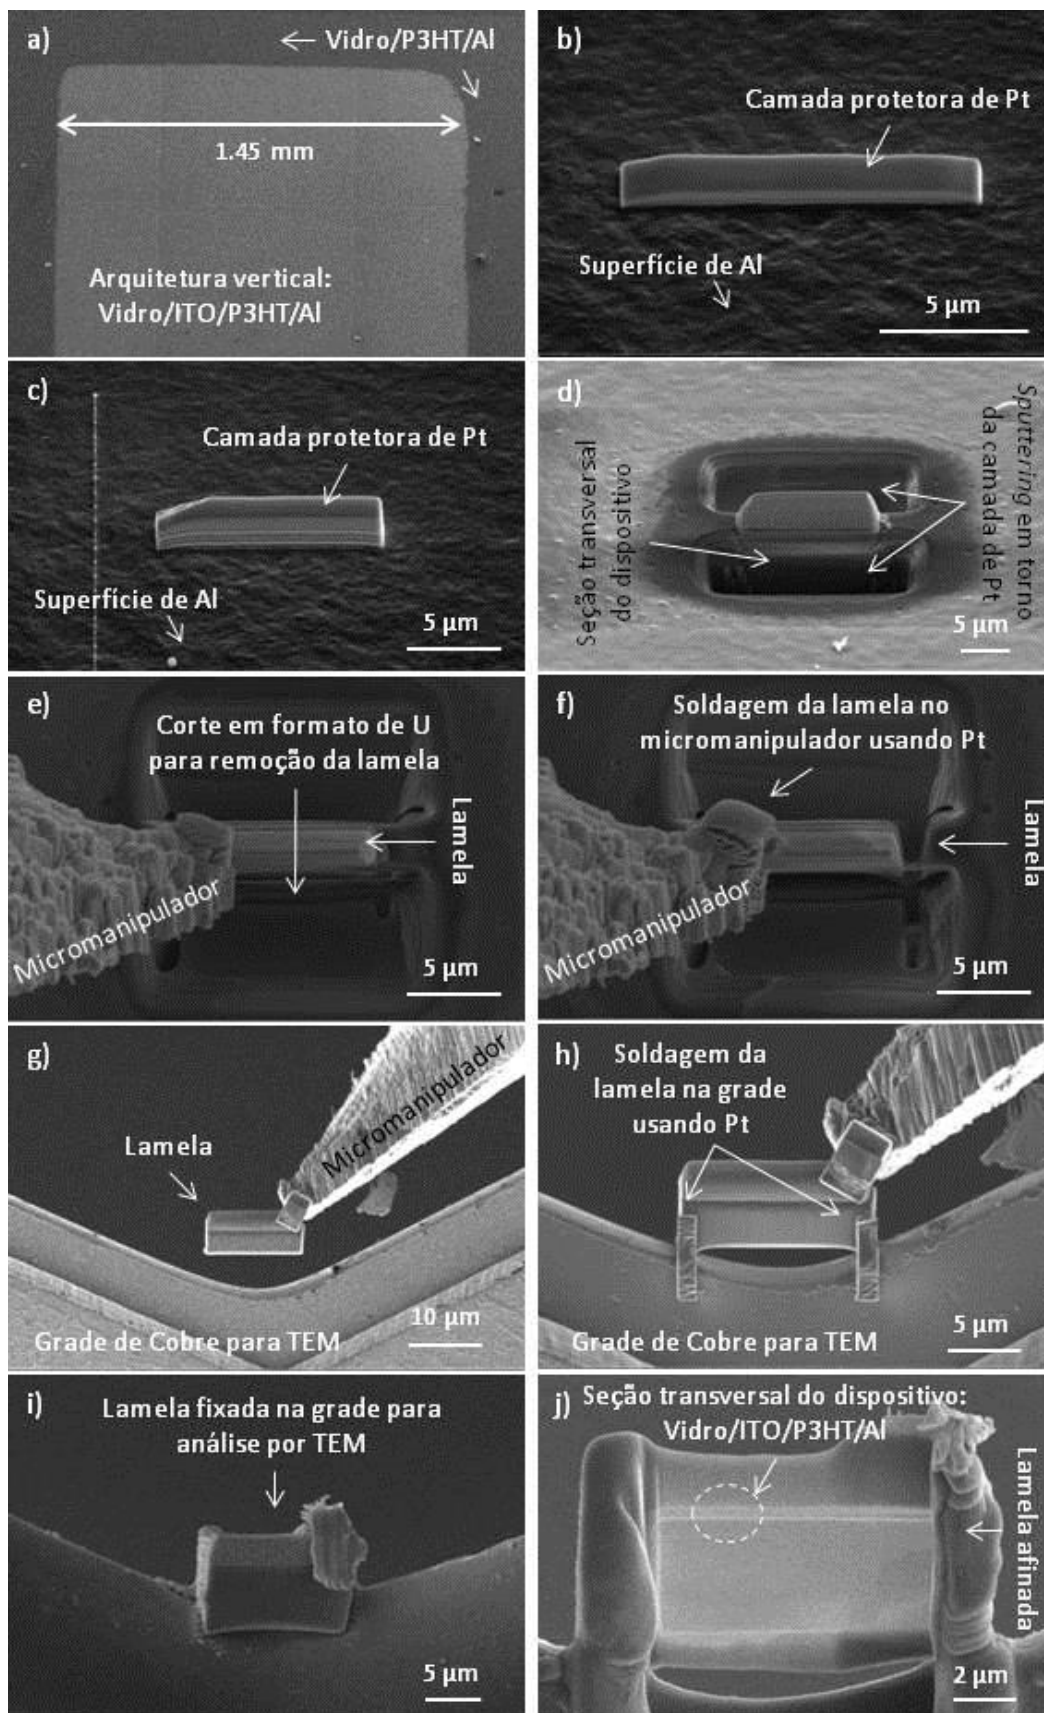 a)
← Vidro/P3HT/Al
1.45 mm
Arquitetura vertical:
Vidro/ITO/P3HT/Al
b)
Camada protetora de Pt
Superfície de Al
5 μm
c)
Camada protetora de Pt
Superfície de Al
5 μm
d)
Seção transversal
do dispositivo
Sputtering em torno
da camada de Pt
5 μm
e)
Corte em formato de U
para remoção da lamela
Lamela
Micromanipulador
5 μm
f)
Soldagem da lamela no
micromanipulador usando Pt
Lamela
Micromanipulador
5 μm
g)
Micromanipulador
Lamela
10 μm
Grade de Cobre para TEM
h)
Soldagem da
lamela na grade
usando Pt
5 μm
Grade de Cobre para TEM
i)
Lamela fixada na grade para
análise por TEM
5 μm
j)
Seção transversal do dispositivo:
Vidro/ITO/P3HT/Al
Lamela afinada
2 μm